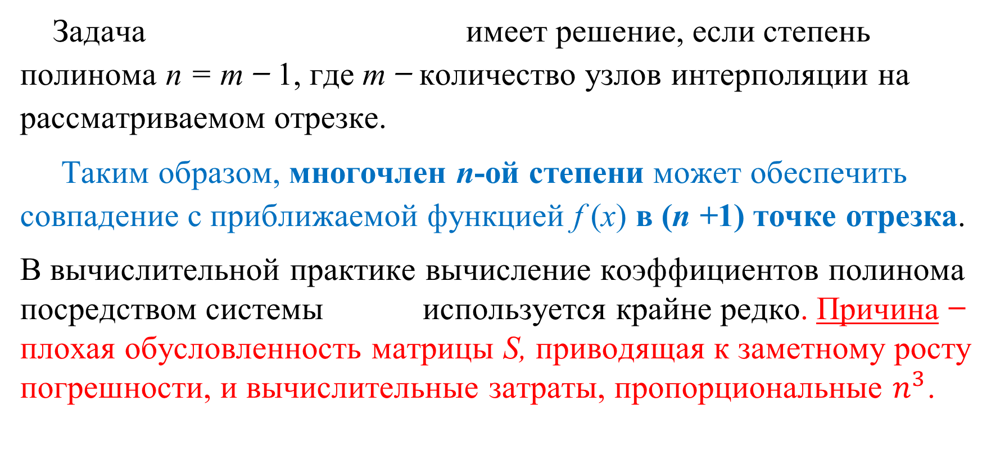 Задача имеет решение, если степень
полинома n = m − 1, где m − количество узлов интерполяции на
рассматриваемом отрезке.
Таким образом, многочлен n-ой степени может обеспечить
совпадение с приближаемой функцией f (x) в (n +1) точке отрезка.
В вычислительной практике вычисление коэффициентов полинома
посредством системы используется крайне редко. Причина −
плохая обусловленность матрицы S, приводящая к заметному росту
погрешности, и вычислительные затраты, пропорциональные n³.